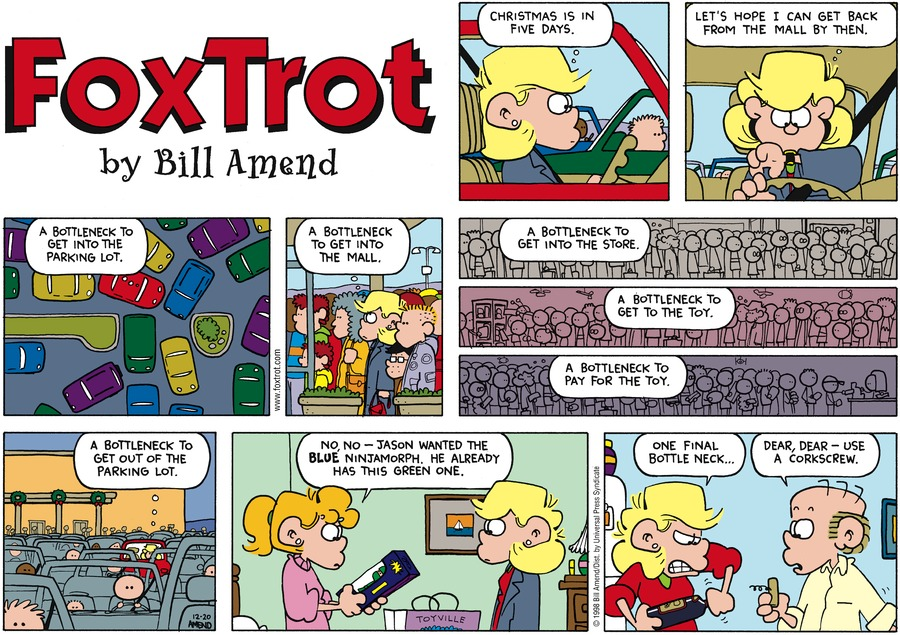 FoxTrot
by Bill Amend
CHRISTMAS IS IN
FIVE DAYS.
LET'S HOPE I CAN GET BACK
FROM THE MALL BY THEN.
A BOTTLENECK TO
GET INTO THE
PARKING LOT.
www.foxtrot.com
A BOTTLENECK
TO GET INTO
THE MALL.
A BOTTLENECK TO
GET INTO THE STORE.
A BOTTLENECK TO
GET TO THE TOY.
A BOTTLENECK TO
PAY FOR THE TOY.
A BOTTLENECK TO
GET OUT OF THE
PARKING LOT.
12-20
AMEND
NO, NO – JASON WANTED THE
BLUE NINJAMORPH. HE ALREADY
HAS THIS GREEN ONE.
TOYVILLE
© 1998 Bill Amend/Dist. by Universal Press Syndicate
ONE FINAL
BOTTLE NECK...
DEAR, DEAR – USE
A CORKSCREW.